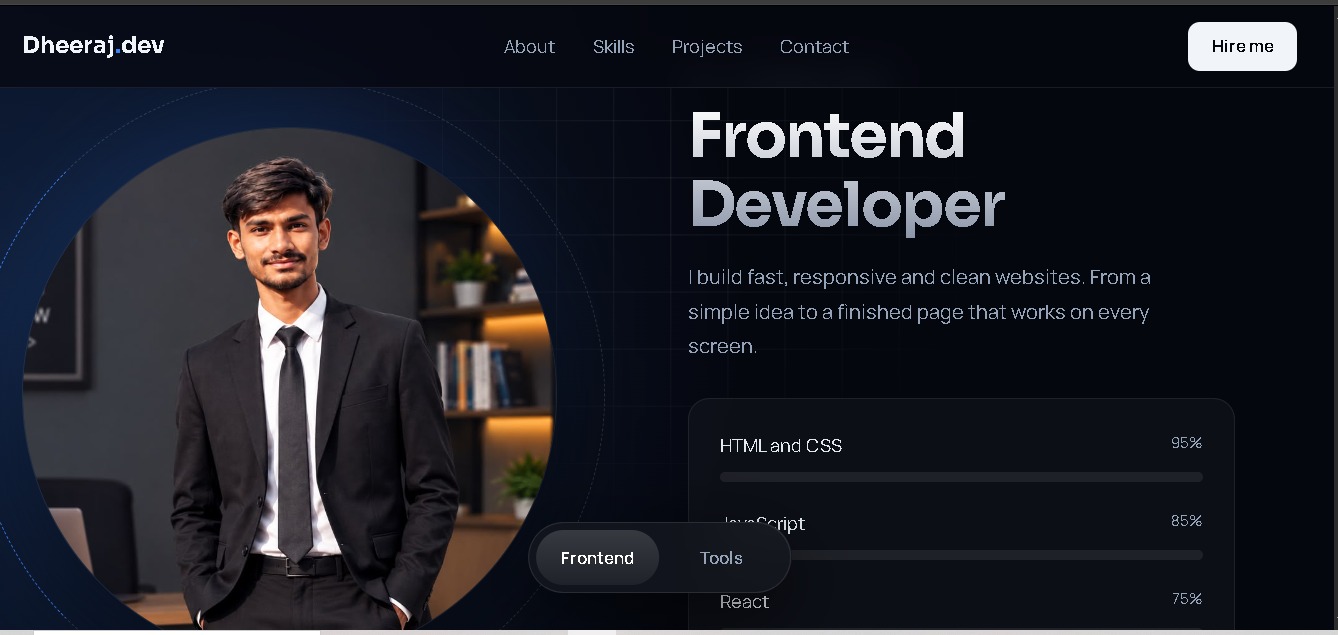 Dheeraj.dev
About
Skills
Projects
Contact
Hire me
Frontend
Developer
I build fast, responsive and clean websites. From a
simple idea to a finished page that works on every
screen.
HTML and CSS
95%
JavaScript
85%
Frontend
Tools
React
75%